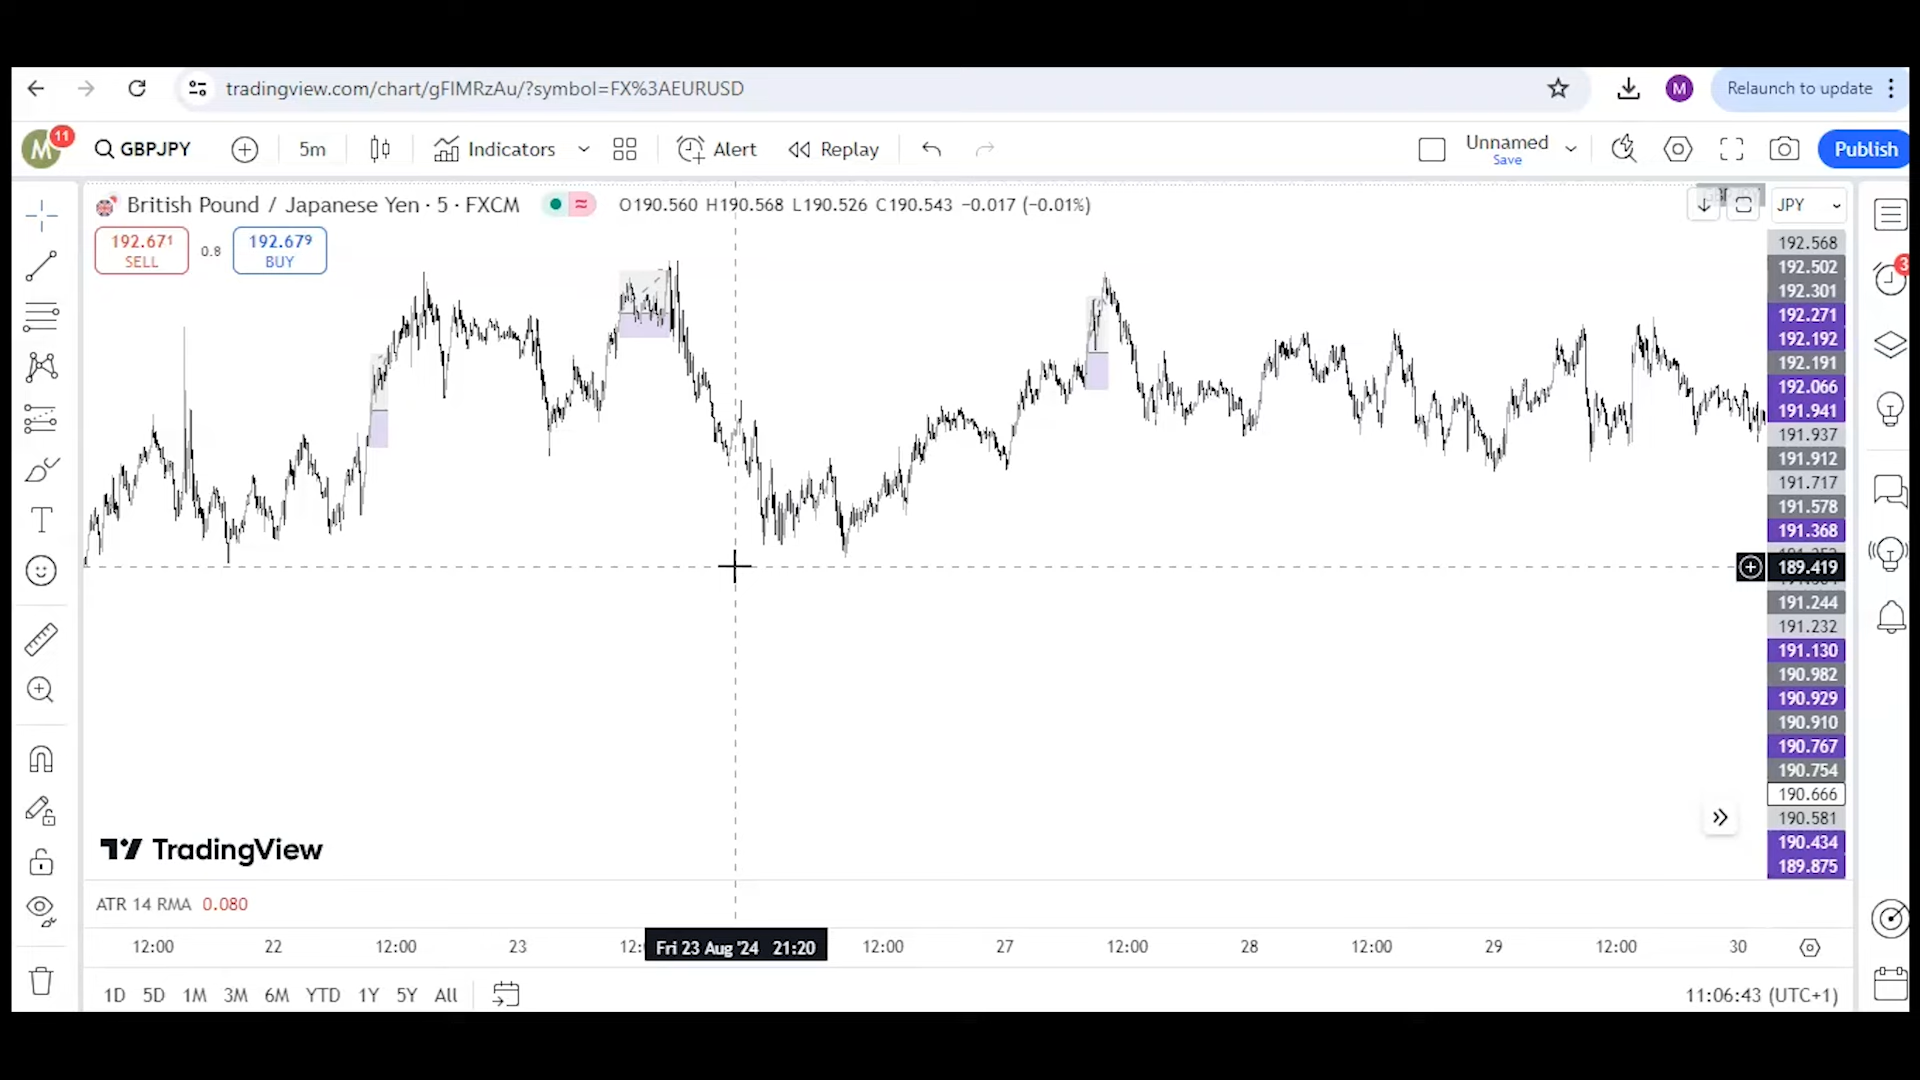 tradingview.com/chart/gFlMRzAu/?symbol=FX%3AEURUSD
M
Relaunch to update
M
11
GBPJPY
5m
Indicators
Alert
Replay
Unnamed
Save
Publish
British Pound / Japanese Yen · 5 · FXCM
O190.560 H190.568 L190.526 C190.543 −0.017 (−0.01%)
JPY
192.671
SELL
0.8
192.679
BUY
3
192.568
192.502
192.301
192.271
192.192
192.191
192.066
191.941
191.937
191.912
191.717
191.578
191.368
189.419
191.244
191.232
191.130
190.982
190.929
190.910
190.767
190.754
190.666
190.581
190.434
189.875
TradingView
ATR 14 RMA 0.080
12:00
22
12:00
23
Fri 23 Aug '24 21:20
12:00
27
12:00
28
12:00
29
12:00
30
1D 5D 1M 3M 6M YTD 1Y 5Y All
11:06:43 (UTC+1)